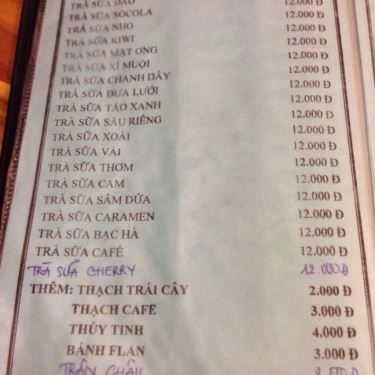 TRÀ SỮA DÂU 12.000 Đ
TRÀ SỮA SOCOLA 12.000 Đ
TRÀ SỮA NHO 12.000 Đ
TRÀ SỮA KIWI 12.000 Đ
TRÀ SỮA MẬT ONG 12.000 Đ
TRÀ SỮA XÍ MUỘI 12.000 Đ
TRÀ SỮA CHANH DÂY 12.000 Đ
TRÀ SỮA DƯA LƯỚI 12.000 Đ
TRÀ SỮA TÁO XANH 12.000 Đ
TRÀ SỮA SẦU RIÊNG 12.000 Đ
TRÀ SỮA XOÀI 12.000 Đ
TRÀ SỮA VẢI 12.000 Đ
TRÀ SỮA THƠM 12.000 Đ
TRÀ SỮA CAM 12.000 Đ
TRÀ SỮA SÂM DỨA 12.000 Đ
TRÀ SỮA CARAMEN 12.000 Đ
TRÀ SỮA BẠC HÀ 12.000 Đ
TRÀ SỮA CAFÉ 12.000 Đ
TRÀ SỮA CHERRY 12 000 Đ
THÊM: THẠCH TRÁI CÂY 2.000 Đ
THẠCH CAFE 3.000 Đ
THỦY TINH 4.000 Đ
BÁNH FLAN 3.000 Đ
TRÂN CHÂU